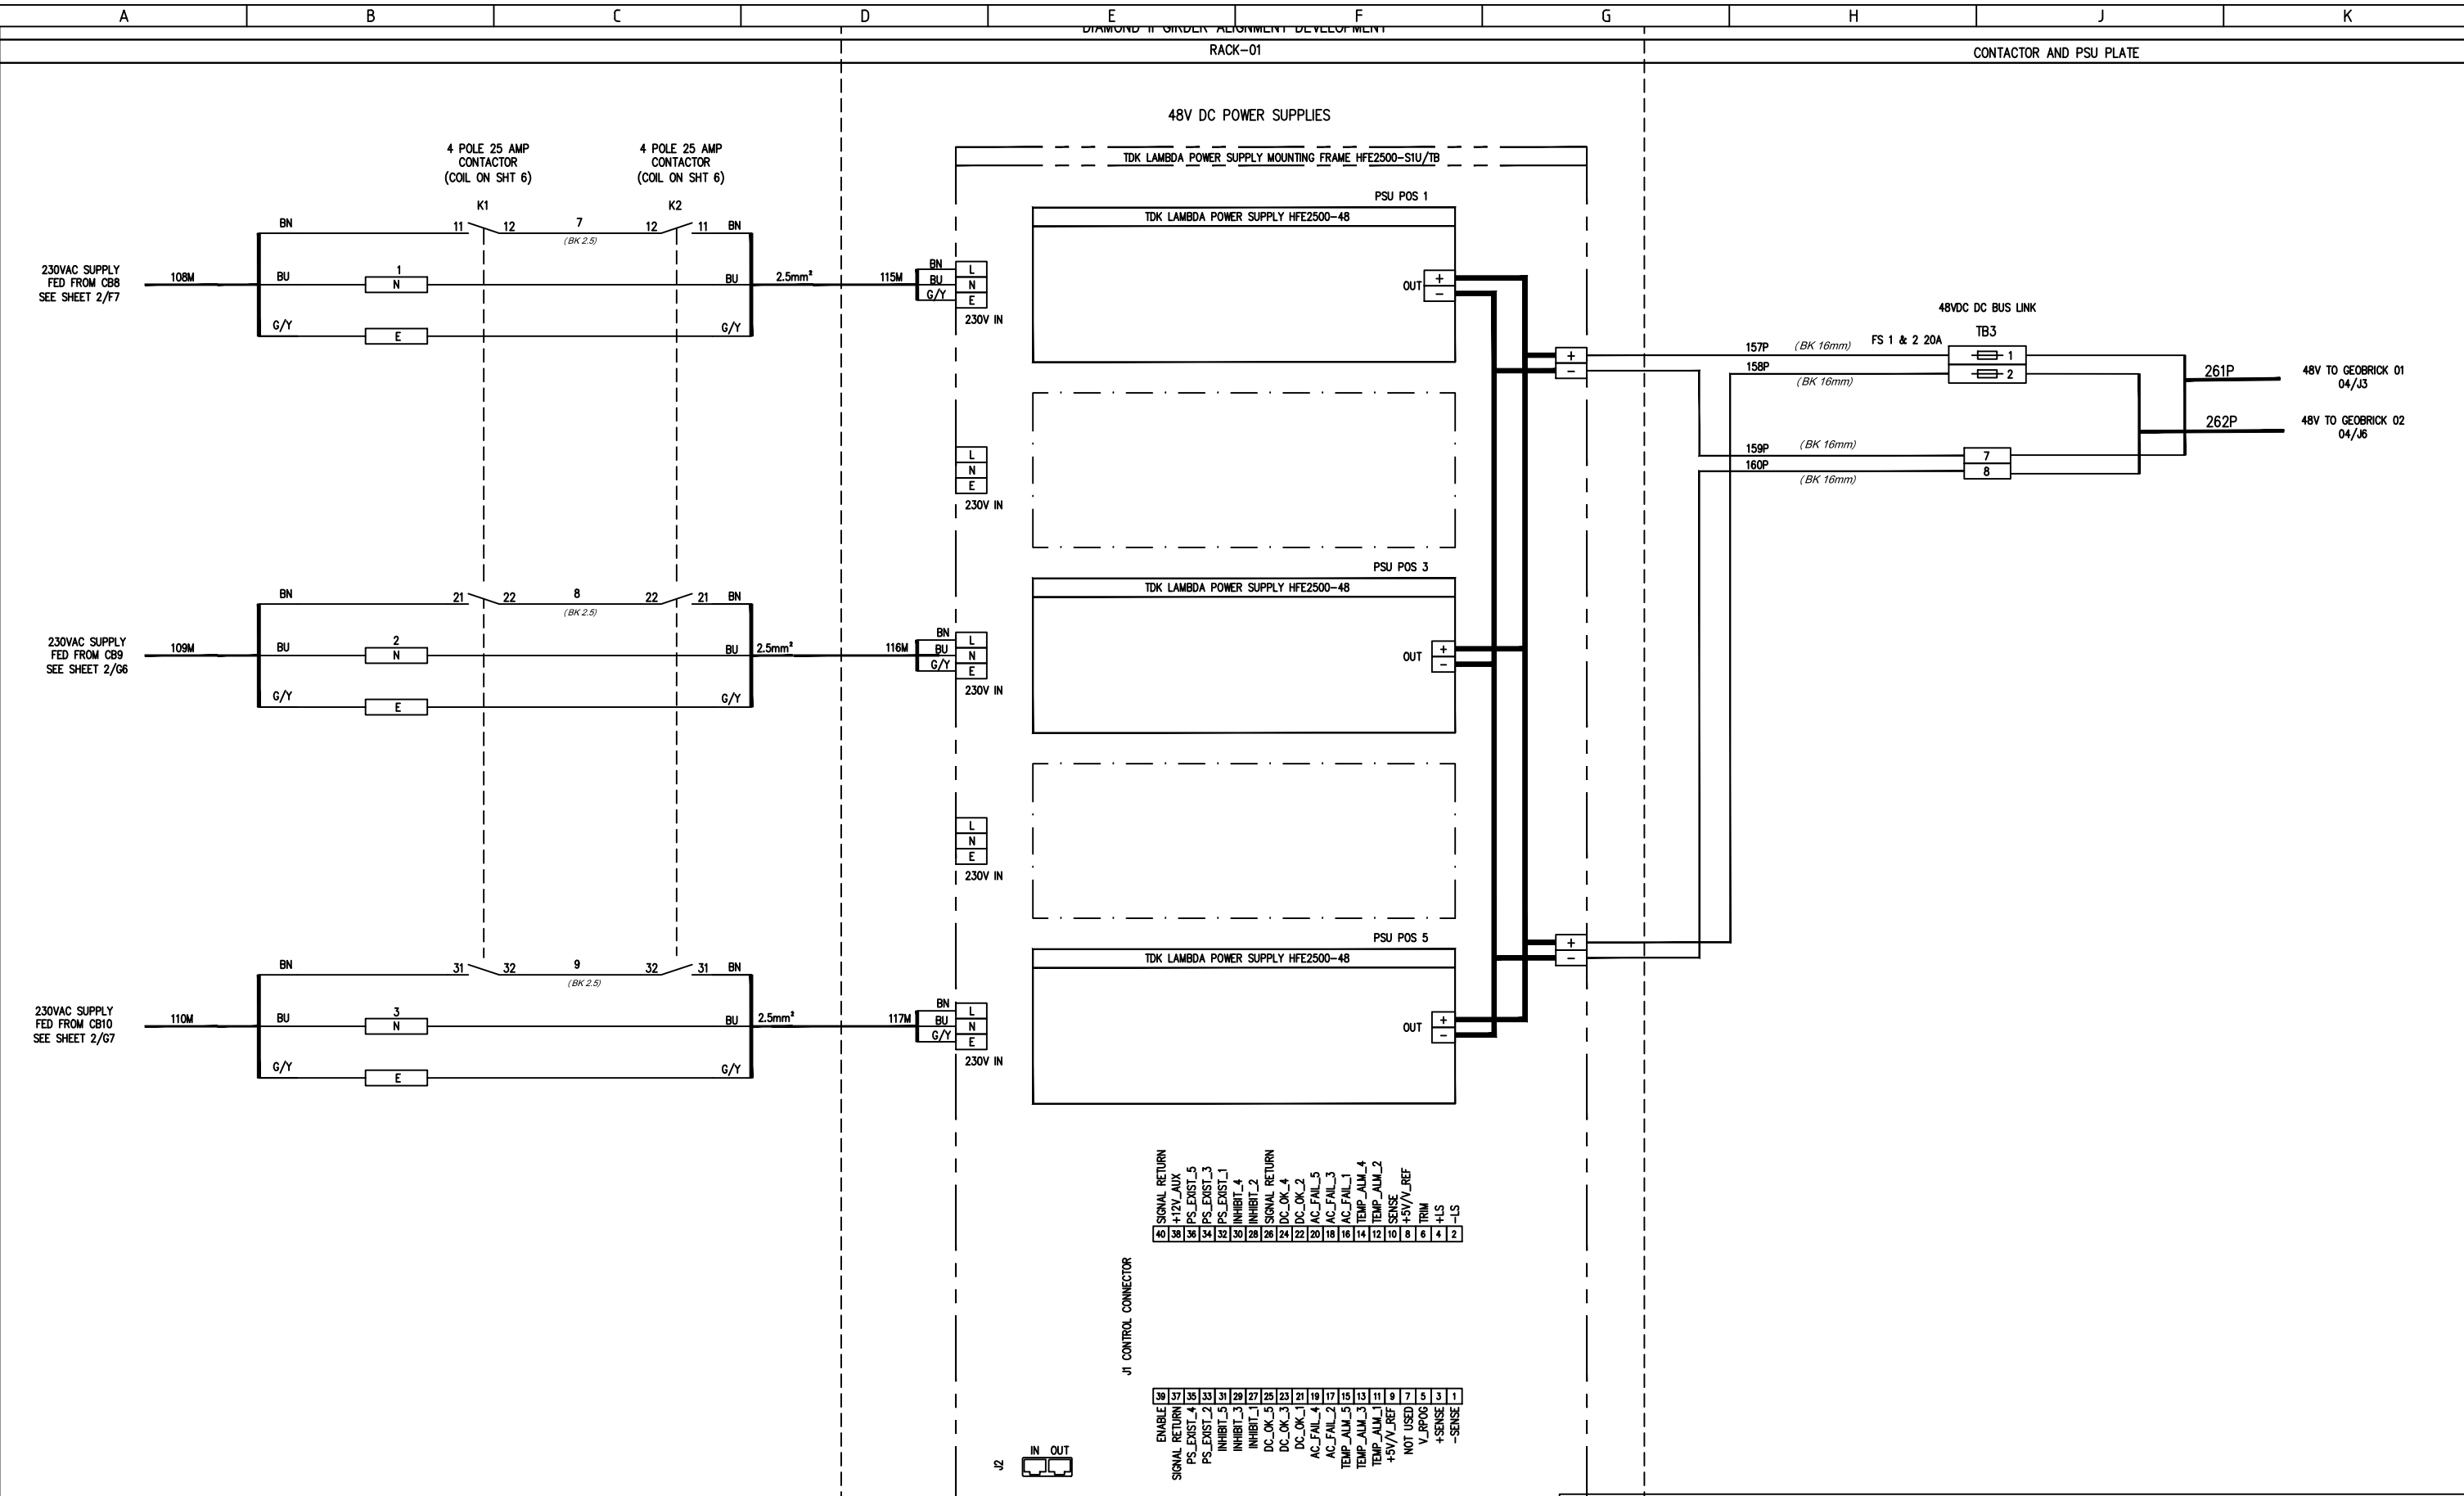 A B C D E F G H J K
DIAMOND II GIRDER ALIGNMENT DEVELOPMENT
RACK-01
CONTACTOR AND PSU PLATE
48V DC POWER SUPPLIES
4 POLE 25 AMP
CONTACTOR
(COIL ON SHT 6)
K1
4 POLE 25 AMP
CONTACTOR
(COIL ON SHT 6)
K2
TDK LAMBDA POWER SUPPLY MOUNTING FRAME HFE2500-S1U/TB
230VAC SUPPLY
FED FROM CB8
SEE SHEET 2/F7
108M
BN
11 12
7
(BK 2.5)
12 11
BN
BU
1
N
BU
G/Y
E
G/Y
2.5mm²
115M
BN
BU
G/Y
L
N
E
230V IN
PSU POS 1
TDK LAMBDA POWER SUPPLY HFE2500-48
OUT
+
-
+
-
L
N
E
230V IN
157P
(BK 16mm)
158P
(BK 16mm)
FS 1 & 2 20A
48VDC DC BUS LINK
TB3
1
2
159P
(BK 16mm)
160P
(BK 16mm)
7
8
261P
48V TO GEOBRICK 01
04/J3
262P
48V TO GEOBRICK 02
04/J6
230VAC SUPPLY
FED FROM CB9
SEE SHEET 2/G6
109M
BN
21 22
8
(BK 2.5)
22 21
BN
BU
2
N
BU
G/Y
E
G/Y
2.5mm²
116M
BN
BU
G/Y
L
N
E
230V IN
PSU POS 3
TDK LAMBDA POWER SUPPLY HFE2500-48
OUT
+
-
L
N
E
230V IN
230VAC SUPPLY
FED FROM CB10
SEE SHEET 2/G7
110M
BN
31 32
9
(BK 2.5)
32 31
BN
BU
3
N
BU
G/Y
E
G/Y
2.5mm²
117M
BN
BU
G/Y
L
N
E
230V IN
PSU POS 5
TDK LAMBDA POWER SUPPLY HFE2500-48
OUT
+
-
+
-
J1 CONTROL CONNECTOR
SIGNAL RETURN
+12V_AUX
PS_EXIST_5
PS_EXIST_3
PS_EXIST_1
INHIBIT_4
INHIBIT_2
SIGNAL RETURN
DC_OK_4
DC_OK_2
AC_FAIL_5
AC_FAIL_3
AC_FAIL_1
TEMP_ALM_4
TEMP_ALM_2
SENSE
+5V/V_REF
TRIM
+LS
-LS
40 38 36 34 32 30 28 26 24 22 20 18 16 14 12 10 8 6 4 2
39 37 35 33 31 29 27 25 23 21 19 17 15 13 11 9 7 5 3 1
ENABLE
SIGNAL RETURN
PS_EXIST_4
PS_EXIST_2
INHIBIT_5
INHIBIT_3
INHIBIT_1
DC_OK_5
DC_OK_3
DC_OK_1
AC_FAIL_4
AC_FAIL_2
TEMP_ALM_5
TEMP_ALM_3
TEMP_ALM_1
+5V/V_REF
NOT USED
V_RPOG
+SENSE
-SENSE
J2
IN OUT